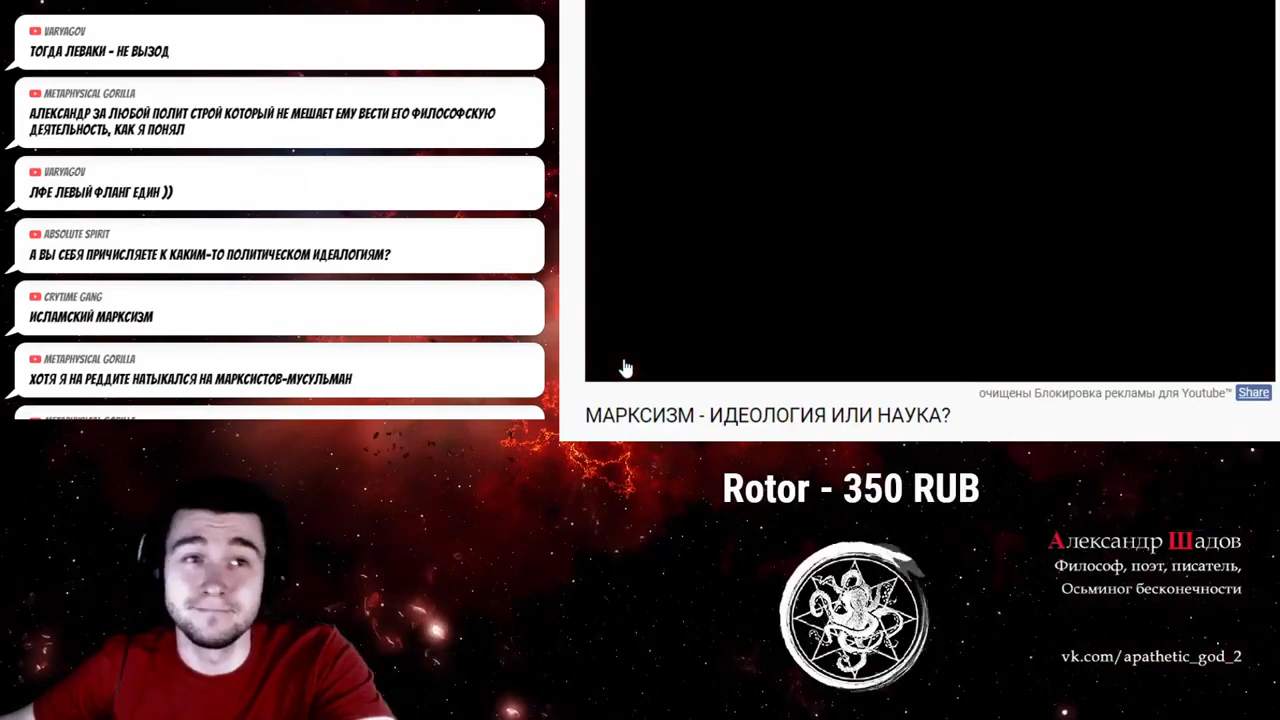 VARYAGOV
ТОГДА ЛЕВАКИ - НЕ ВЫЗОД
METAPHYSICAL GORILLA
АЛЕКСАНДР ЗА ЛЮБОЙ ПОЛИТ СТРОЙ КОТОРЫЙ НЕ МЕШАЕТ ЕМУ ВЕСТИ ЕГО ФИЛОСОФСКУЮ
ДЕЯТЕЛЬНОСТЬ, КАК Я ПОНЯЛ
VARYAGOV
ЛФЕ ЛЕВЫЙ ФЛАНГ ЕДИН ))
ABSOLUTE SPIRIT
А ВЫ СЕБЯ ПРИЧИСЛЯЕТЕ К КАКИМ-ТО ПОЛИТИЧЕСКОМ ИДЕАЛОГИЯМ?
CRYTIME GANG
ИСЛАМСКИЙ МАРКСИЗМ
METAPHYSICAL GORILLA
ХОТЯ Я НА РЕДДИТЕ НАТЫКАЛСЯ НА МАРКСИСТОВ-МУСУЛЬМАН
очищены Блокировка рекламы для Youtube™ Share
МАРКСИЗМ - ИДЕОЛОГИЯ ИЛИ НАУКА?
Rotor - 350 RUB
Александр Шадов
Философ, поэт, писатель,
Осьминог бесконечности
vk.com/apathetic_god_2